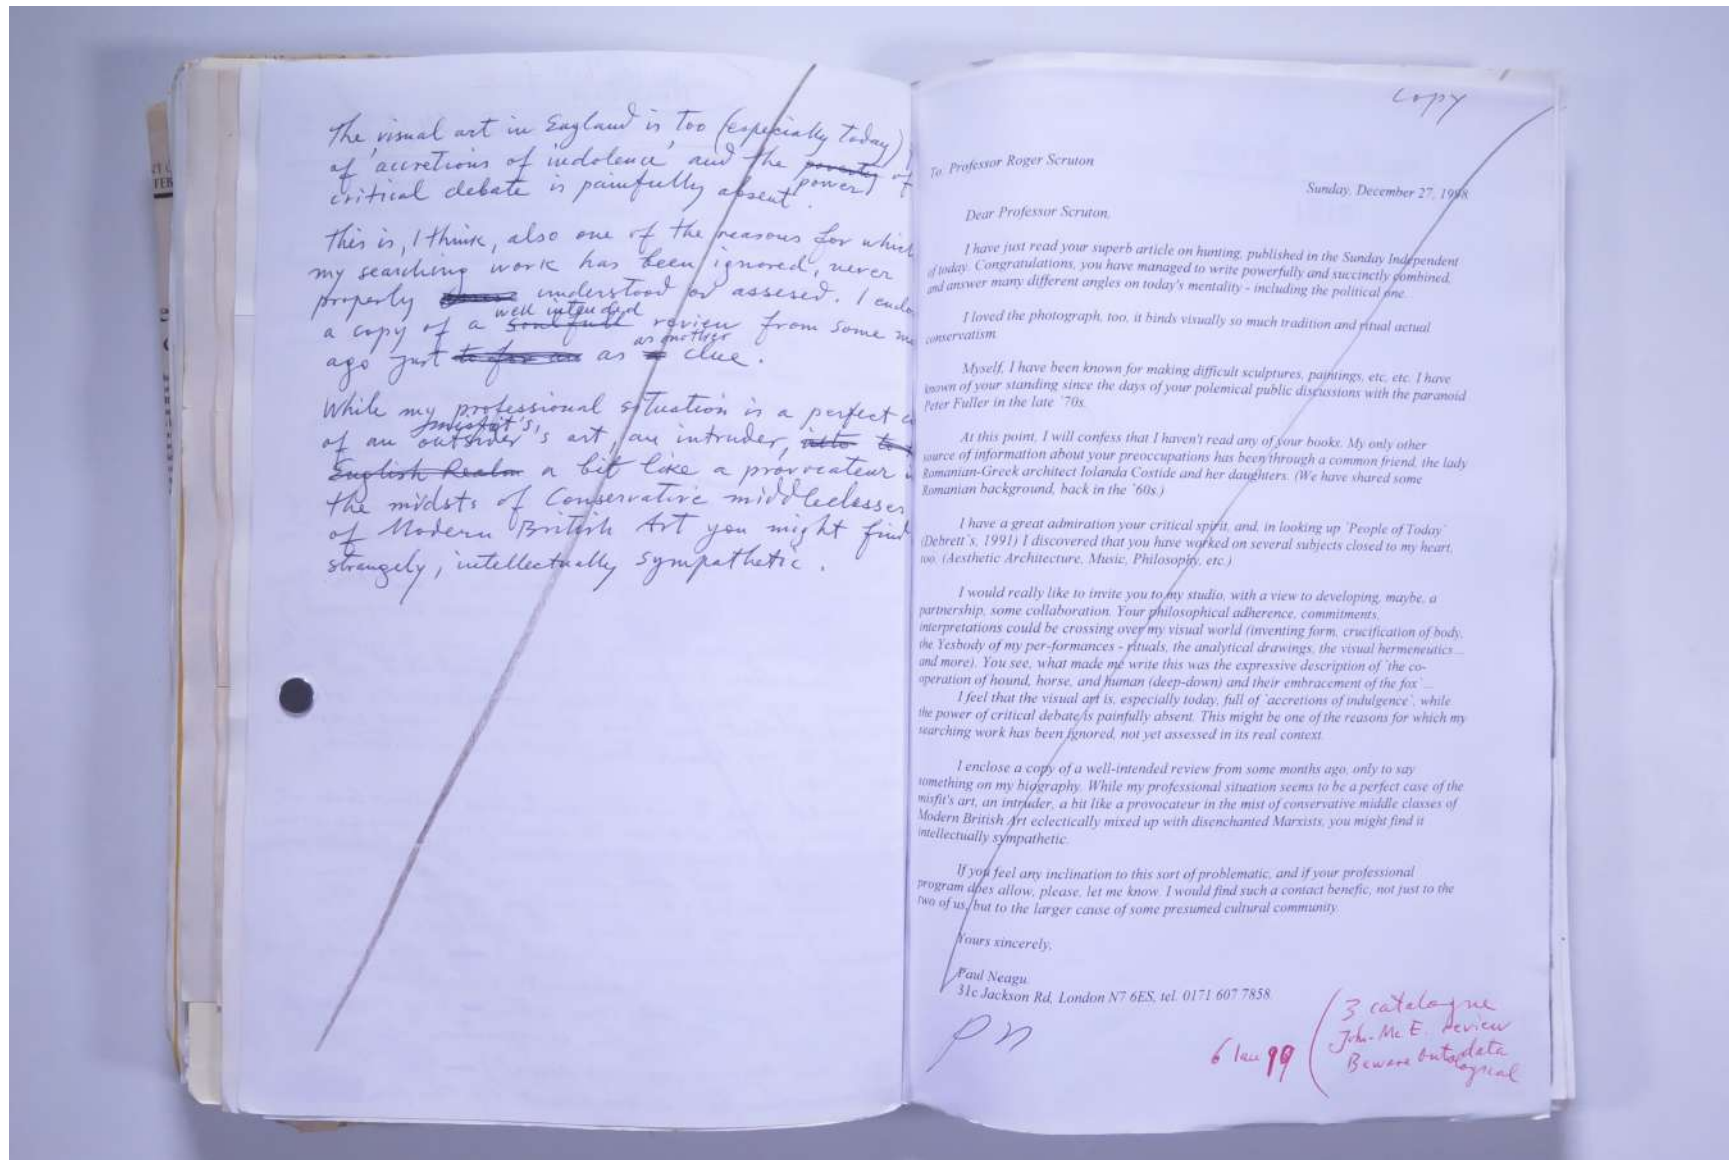 The visual art in England is too (especially today)
of 'accretions of indolence' and the poverty of
power
critical debate is painfully absent.
This is, I think, also one of the reasons for which
my searching work has been ignored, never
properly understood or assesed. I enclo
well intended
a copy of a soulfull review from some
as another
ago just as clue.
While my professional situation is a perfect
misfit's,
of an outsider's art, an intruder,
English Realm a bit like a provocateur
the midsts of Conservative middleclasses
of Modern British Art you might find
strangely, intellectually sympathetic.
Copy
To: Professor Roger Scruton
Sunday, December 27, 1998
Dear Professor Scruton,
I have just read your superb article on hunting, published in the Sunday Independent
of today. Congratulations, you have managed to write powerfully and succinctly combined,
and answer many different angles on today's mentality - including the political one.
I loved the photograph, too, it binds visually so much tradition and ritual actual
conservatism.
Myself, I have been known for making difficult sculptures, paintings, etc, etc. I have
known of your standing since the days of your polemical public discussions with the paranoid
Peter Fuller in the late `70s.
At this point, I will confess that I haven't read any of your books. My only other
source of information about your preoccupations has been through a common friend, the lady
Romanian-Greek architect Iolanda Costide and her daughters. (We have shared some
Romanian background, back in the `60s.)
I have a great admiration your critical spirit, and, in looking up `People of Today`
(Debrett`s, 1991) I discovered that you have worked on several subjects closed to my heart,
too. (Aesthetic Architecture, Music, Philosophy, etc.)
I would really like to invite you to my studio, with a view to developing, maybe, a
partnership, some collaboration. Your philosophical adherence, commitments,
interpretations could be crossing over my visual world (inventing form, crucification of body,
the Yesbody of my per-formances - rituals, the analytical drawings, the visual hermeneutics...
and more). You see, what made me write this was the expressive description of `the co-
operation of hound, horse, and human (deep-down) and their embracement of the fox`...
I feel that the visual art is, especially today, full of `accretions of indulgence`, while
the power of critical debate is painfully absent. This might be one of the reasons for which my
searching work has been ignored, not yet assessed in its real context.
I enclose a copy of a well-intended review from some months ago, only to say
something on my biography. While my professional situation seems to be a perfect case of the
misfit's art, an intruder, a bit like a provocateur in the mist of conservative middle classes of
Modern British Art eclectically mixed up with disenchanted Marxists, you might find it
intellectually sympathetic.
If you feel any inclination to this sort of problematic, and if your professional
program does allow, please, let me know. I would find such a contact benefic, not just to the
two of us, but to the larger cause of some presumed cultural community.
Yours sincerely,
Paul Neagu
31c Jackson Rd, London N7 6ES, tel. 0171 607 7858
pn
6 Jan 99
3 catalogue
John Mc. E. review
Beware data